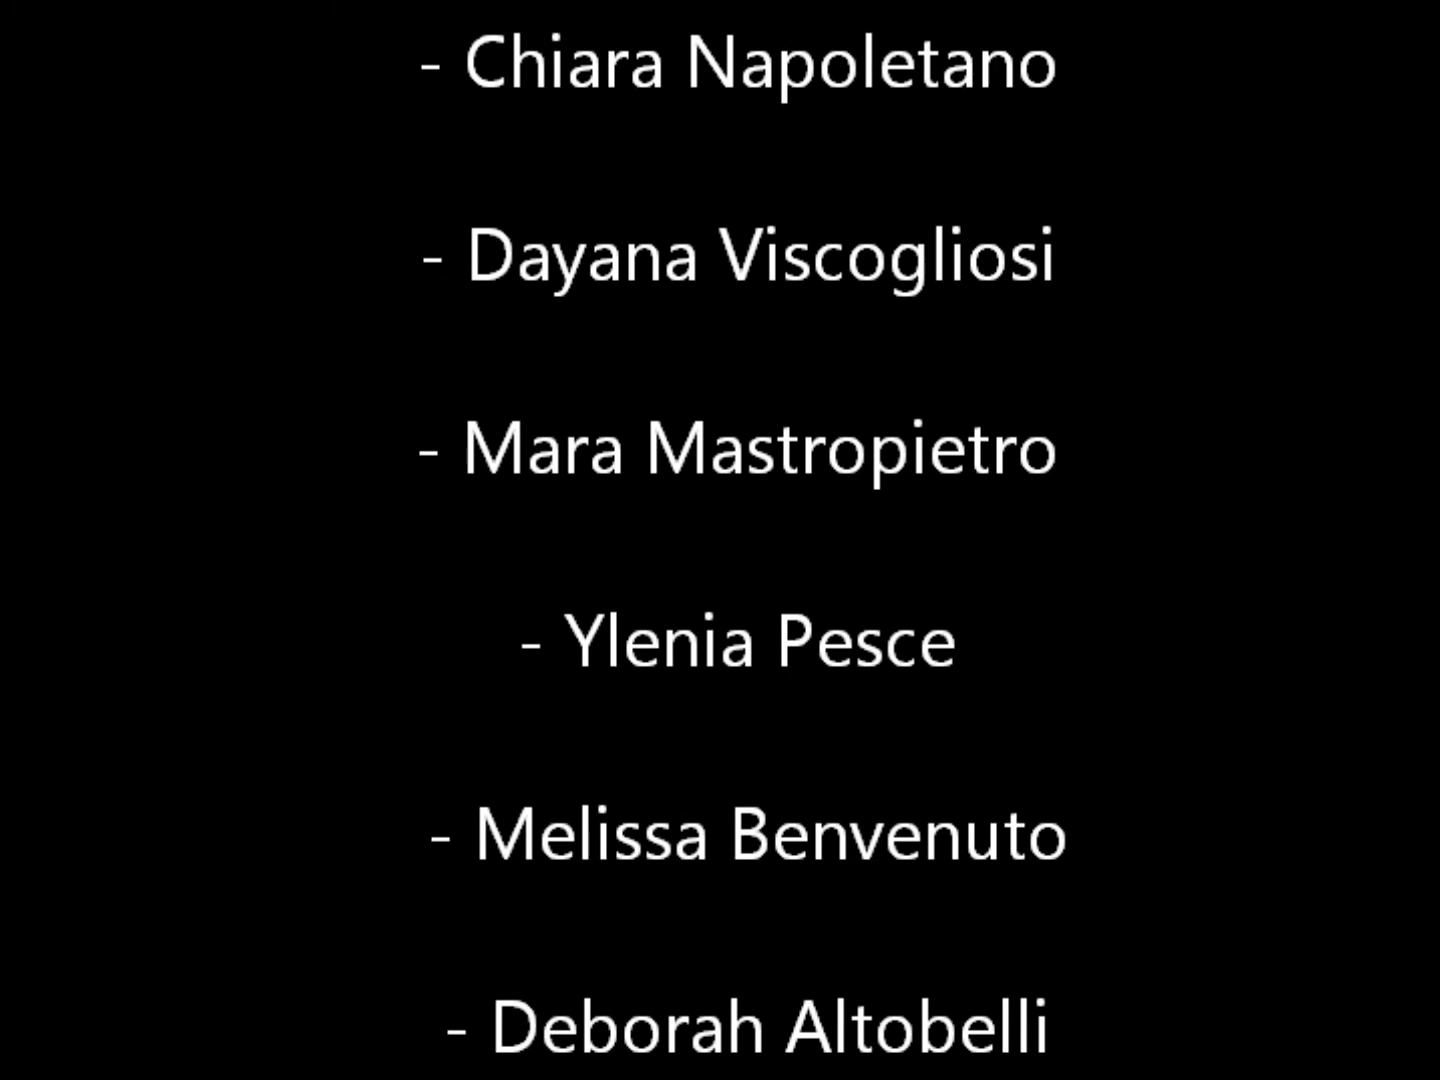 - Chiara Napoletano
- Dayana Viscogliosi
- Mara Mastropietro
- Ylenia Pesce
- Melissa Benvenuto
- Deborah Altobelli